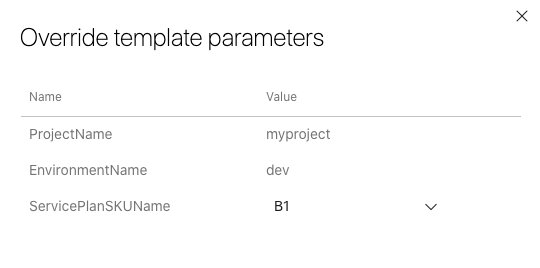 Override template parameters
Name Value
ProjectName myproject
EnvironmentName dev
ServicePlanSKUName B1